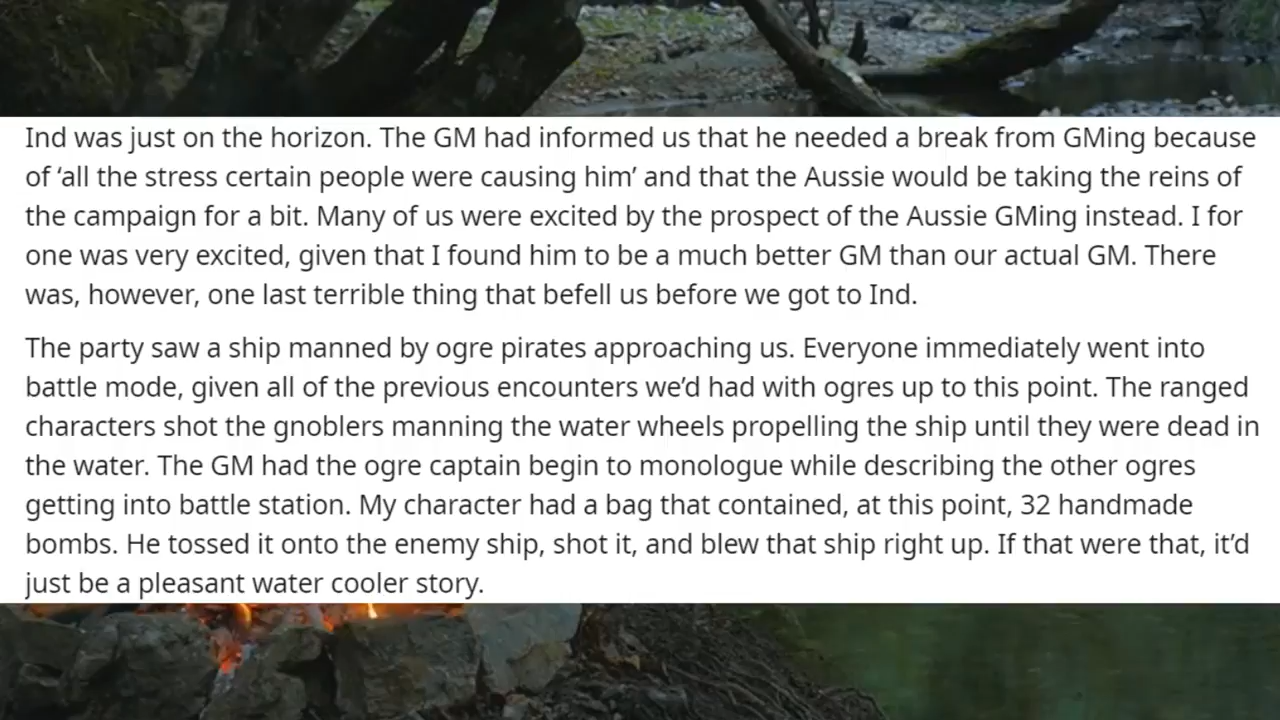 Ind was just on the horizon. The GM had informed us that he needed a break from GMing because
of ‘all the stress certain people were causing him’ and that the Aussie would be taking the reins of
the campaign for a bit. Many of us were excited by the prospect of the Aussie GMing instead. I for
one was very excited, given that I found him to be a much better GM than our actual GM. There
was, however, one last terrible thing that befell us before we got to Ind.
The party saw a ship manned by ogre pirates approaching us. Everyone immediately went into
battle mode, given all of the previous encounters we’d had with ogres up to this point. The ranged
characters shot the gnoblers manning the water wheels propelling the ship until they were dead in
the water. The GM had the ogre captain begin to monologue while describing the other ogres
getting into battle station. My character had a bag that contained, at this point, 32 handmade
bombs. He tossed it onto the enemy ship, shot it, and blew that ship right up. If that were that, it’d
just be a pleasant water cooler story.